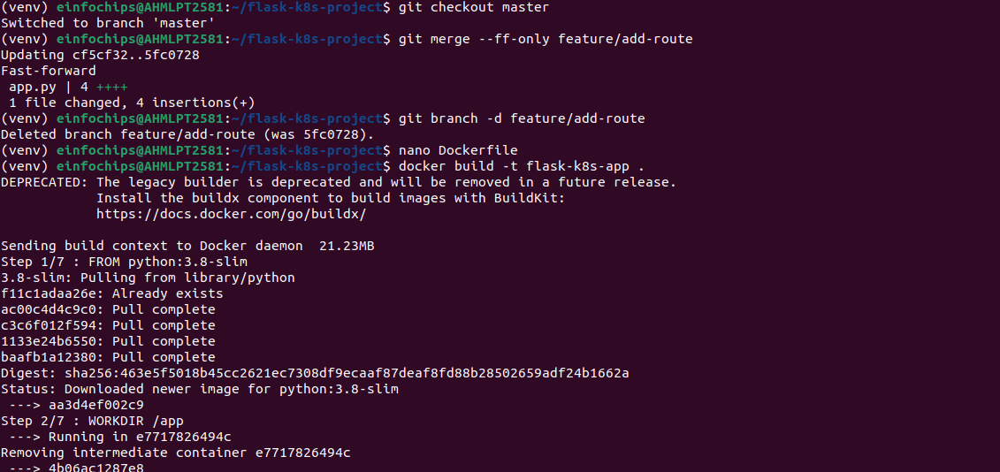 (venv) einfochips@AHMLPT2581:~/flask-k8s-project$ git checkout master
Switched to branch 'master'
(venv) einfochips@AHMLPT2581:~/flask-k8s-project$ git merge --ff-only feature/add-route
Updating cf5cf32..5fc0728
Fast-forward
 app.py | 4 ++++
 1 file changed, 4 insertions(+)
(venv) einfochips@AHMLPT2581:~/flask-k8s-project$ git branch -d feature/add-route
Deleted branch feature/add-route (was 5fc0728).
(venv) einfochips@AHMLPT2581:~/flask-k8s-project$ nano Dockerfile
(venv) einfochips@AHMLPT2581:~/flask-k8s-project$ docker build -t flask-k8s-app .
DEPRECATED: The legacy builder is deprecated and will be removed in a future release.
            Install the buildx component to build images with BuildKit:
            https://docs.docker.com/go/buildx/

Sending build context to Docker daemon  21.23MB
Step 1/7 : FROM python:3.8-slim
3.8-slim: Pulling from library/python
f11c1adaa26e: Already exists
ac00c4d4c9c0: Pull complete
c3c6f012f594: Pull complete
1133e24b6550: Pull complete
baafb1a12380: Pull complete
Digest: sha256:463e5f5018b45cc2621ec7308df9ecaaf87deaf8fd88b28502659adf24b1662a
Status: Downloaded newer image for python:3.8-slim
 ---> aa3d4ef002c9
Step 2/7 : WORKDIR /app
 ---> Running in e7717826494c
Removing intermediate container e7717826494c
 ---> 4b06ac1287e8